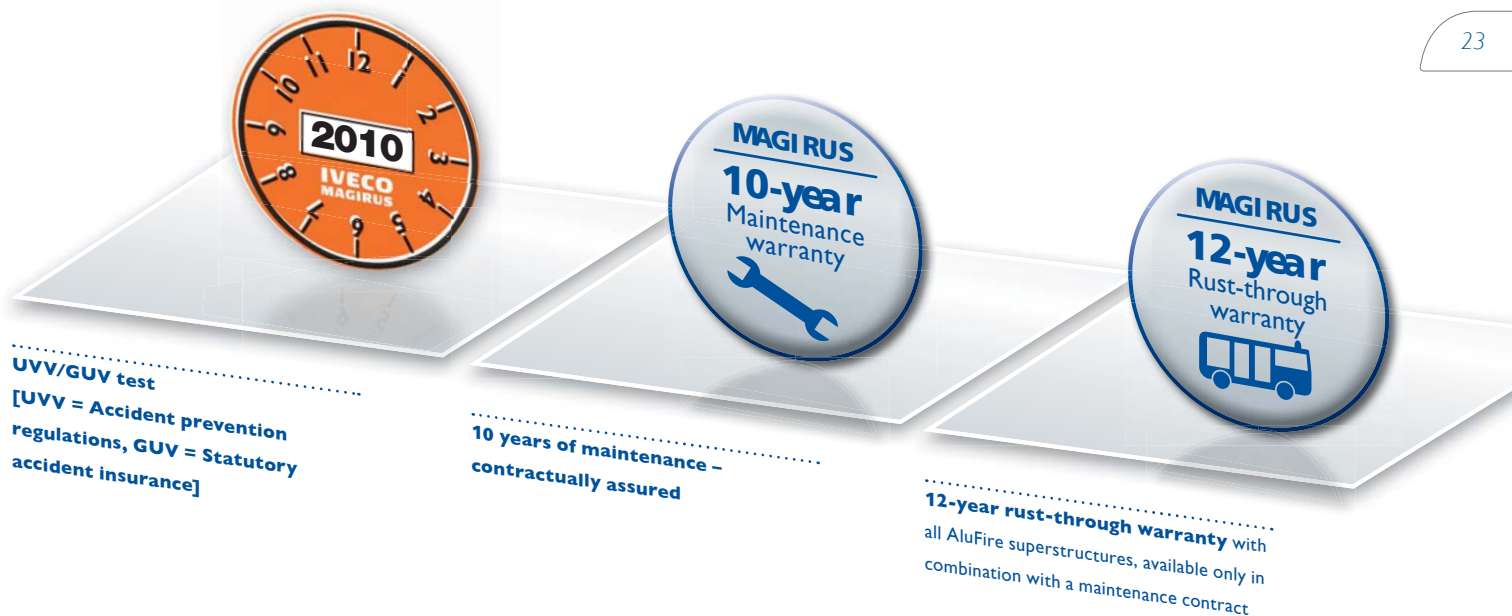 23
12
1
2
3
4
5
6
7
8
9
10
11
2010
IVECO
MAGIRUS
UVV/GUV test
[UVV = Accident prevention
regulations, GUV = Statutory
accident insurance]
MAGIRUS
10-year
Maintenance
warranty
10 years of maintenance –
contractually assured
MAGIRUS
12-year
Rust-through
warranty
12-year rust-through warranty with
all AluFire superstructures, available only in
combination with a maintenance contract